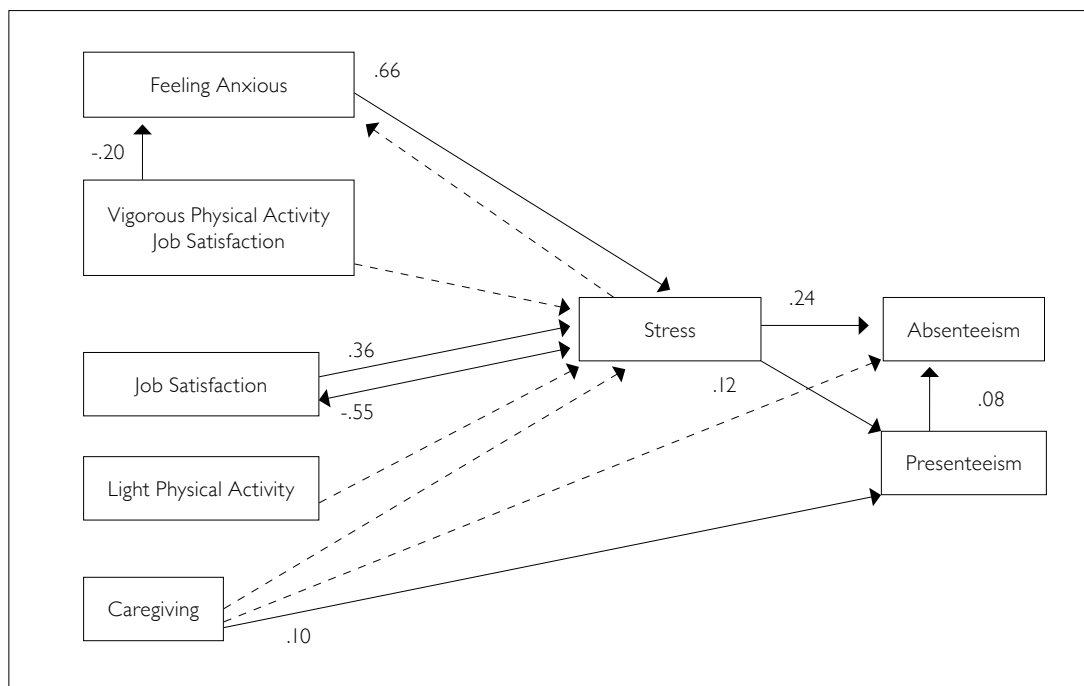 Feeling Anxious
.66
-.20
Vigorous Physical Activity
Job Satisfaction
Stress
.24
Absenteeism
.36
Job Satisfaction
-.55
.12
.08
Presenteeism
Light Physical Activity
Caregiving
.10